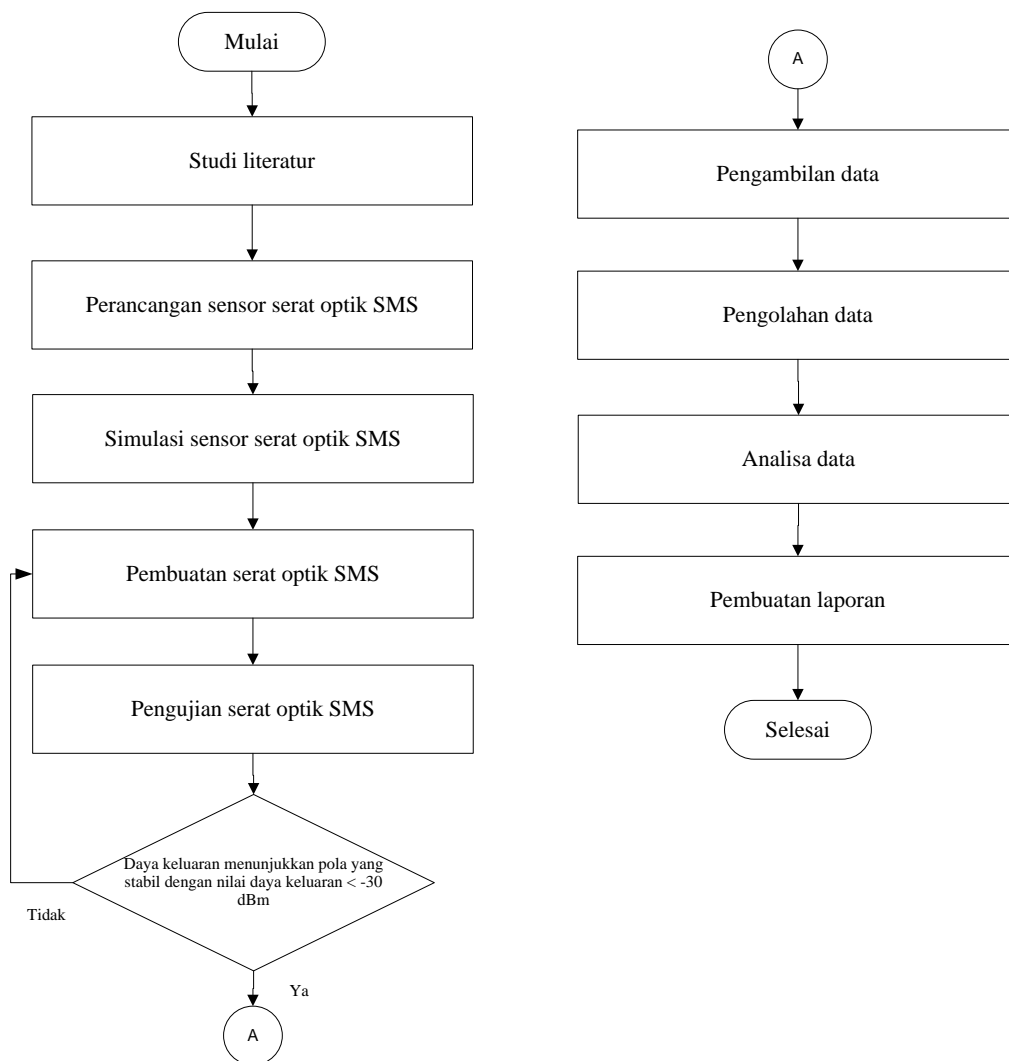 Mulai
Studi literatur
Perancangan sensor serat optik SMS
Simulasi sensor serat optik SMS
Pembuatan serat optik SMS
Pengujian serat optik SMS
Daya keluaran menunjukkan pola yang
stabil dengan nilai daya keluaran < -30
dBm
Tidak
Ya
A
A
Pengambilan data
Pengolahan data
Analisa data
Pembuatan laporan
Selesai